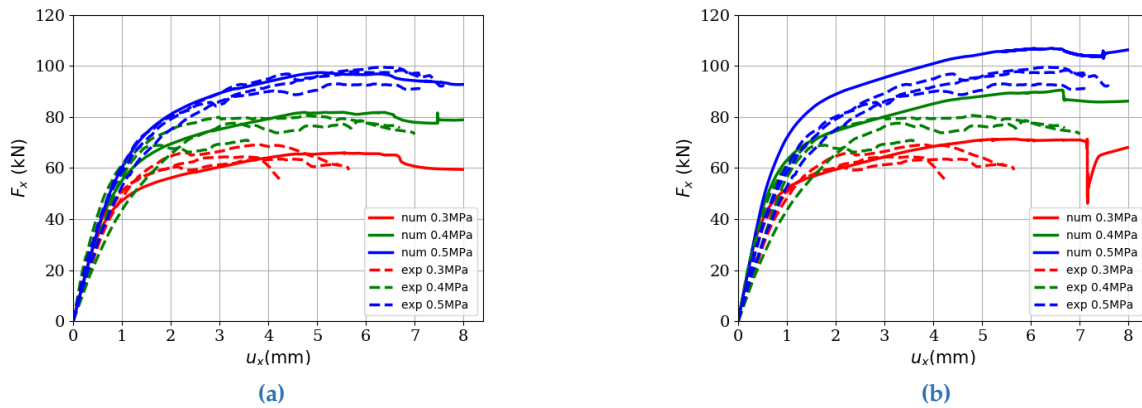 120
100
80
60
40
20
0
F_x (kN)
0 1 2 3 4 5 6 7 8
u_x(mm)
num 0.3MPa
num 0.4MPa
num 0.5MPa
exp 0.3MPa
exp 0.4MPa
exp 0.5MPa
(a)
120
100
80
60
40
20
0
F_x (kN)
0 1 2 3 4 5 6 7 8
u_x(mm)
num 0.3MPa
num 0.4MPa
num 0.5MPa
exp 0.3MPa
exp 0.4MPa
exp 0.5MPa
(b)